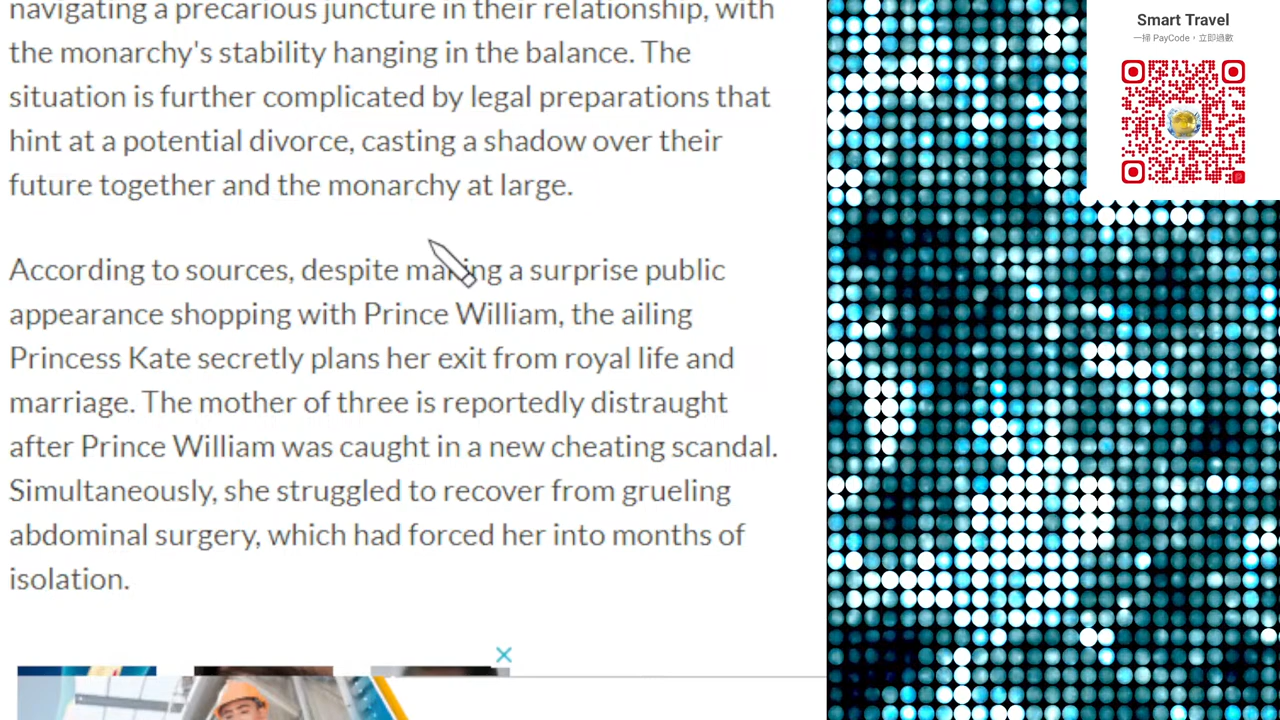 navigating a precarious juncture in their relationship, with
the monarchy's stability hanging in the balance. The
situation is further complicated by legal preparations that
hint at a potential divorce, casting a shadow over their
future together and the monarchy at large.
According to sources, despite making a surprise public
appearance shopping with Prince William, the ailing
Princess Kate secretly plans her exit from royal life and
marriage. The mother of three is reportedly distraught
after Prince William was caught in a new cheating scandal.
Simultaneously, she struggled to recover from grueling
abdominal surgery, which had forced her into months of
isolation.
Smart Travel
一掃 PayCode，立即過數